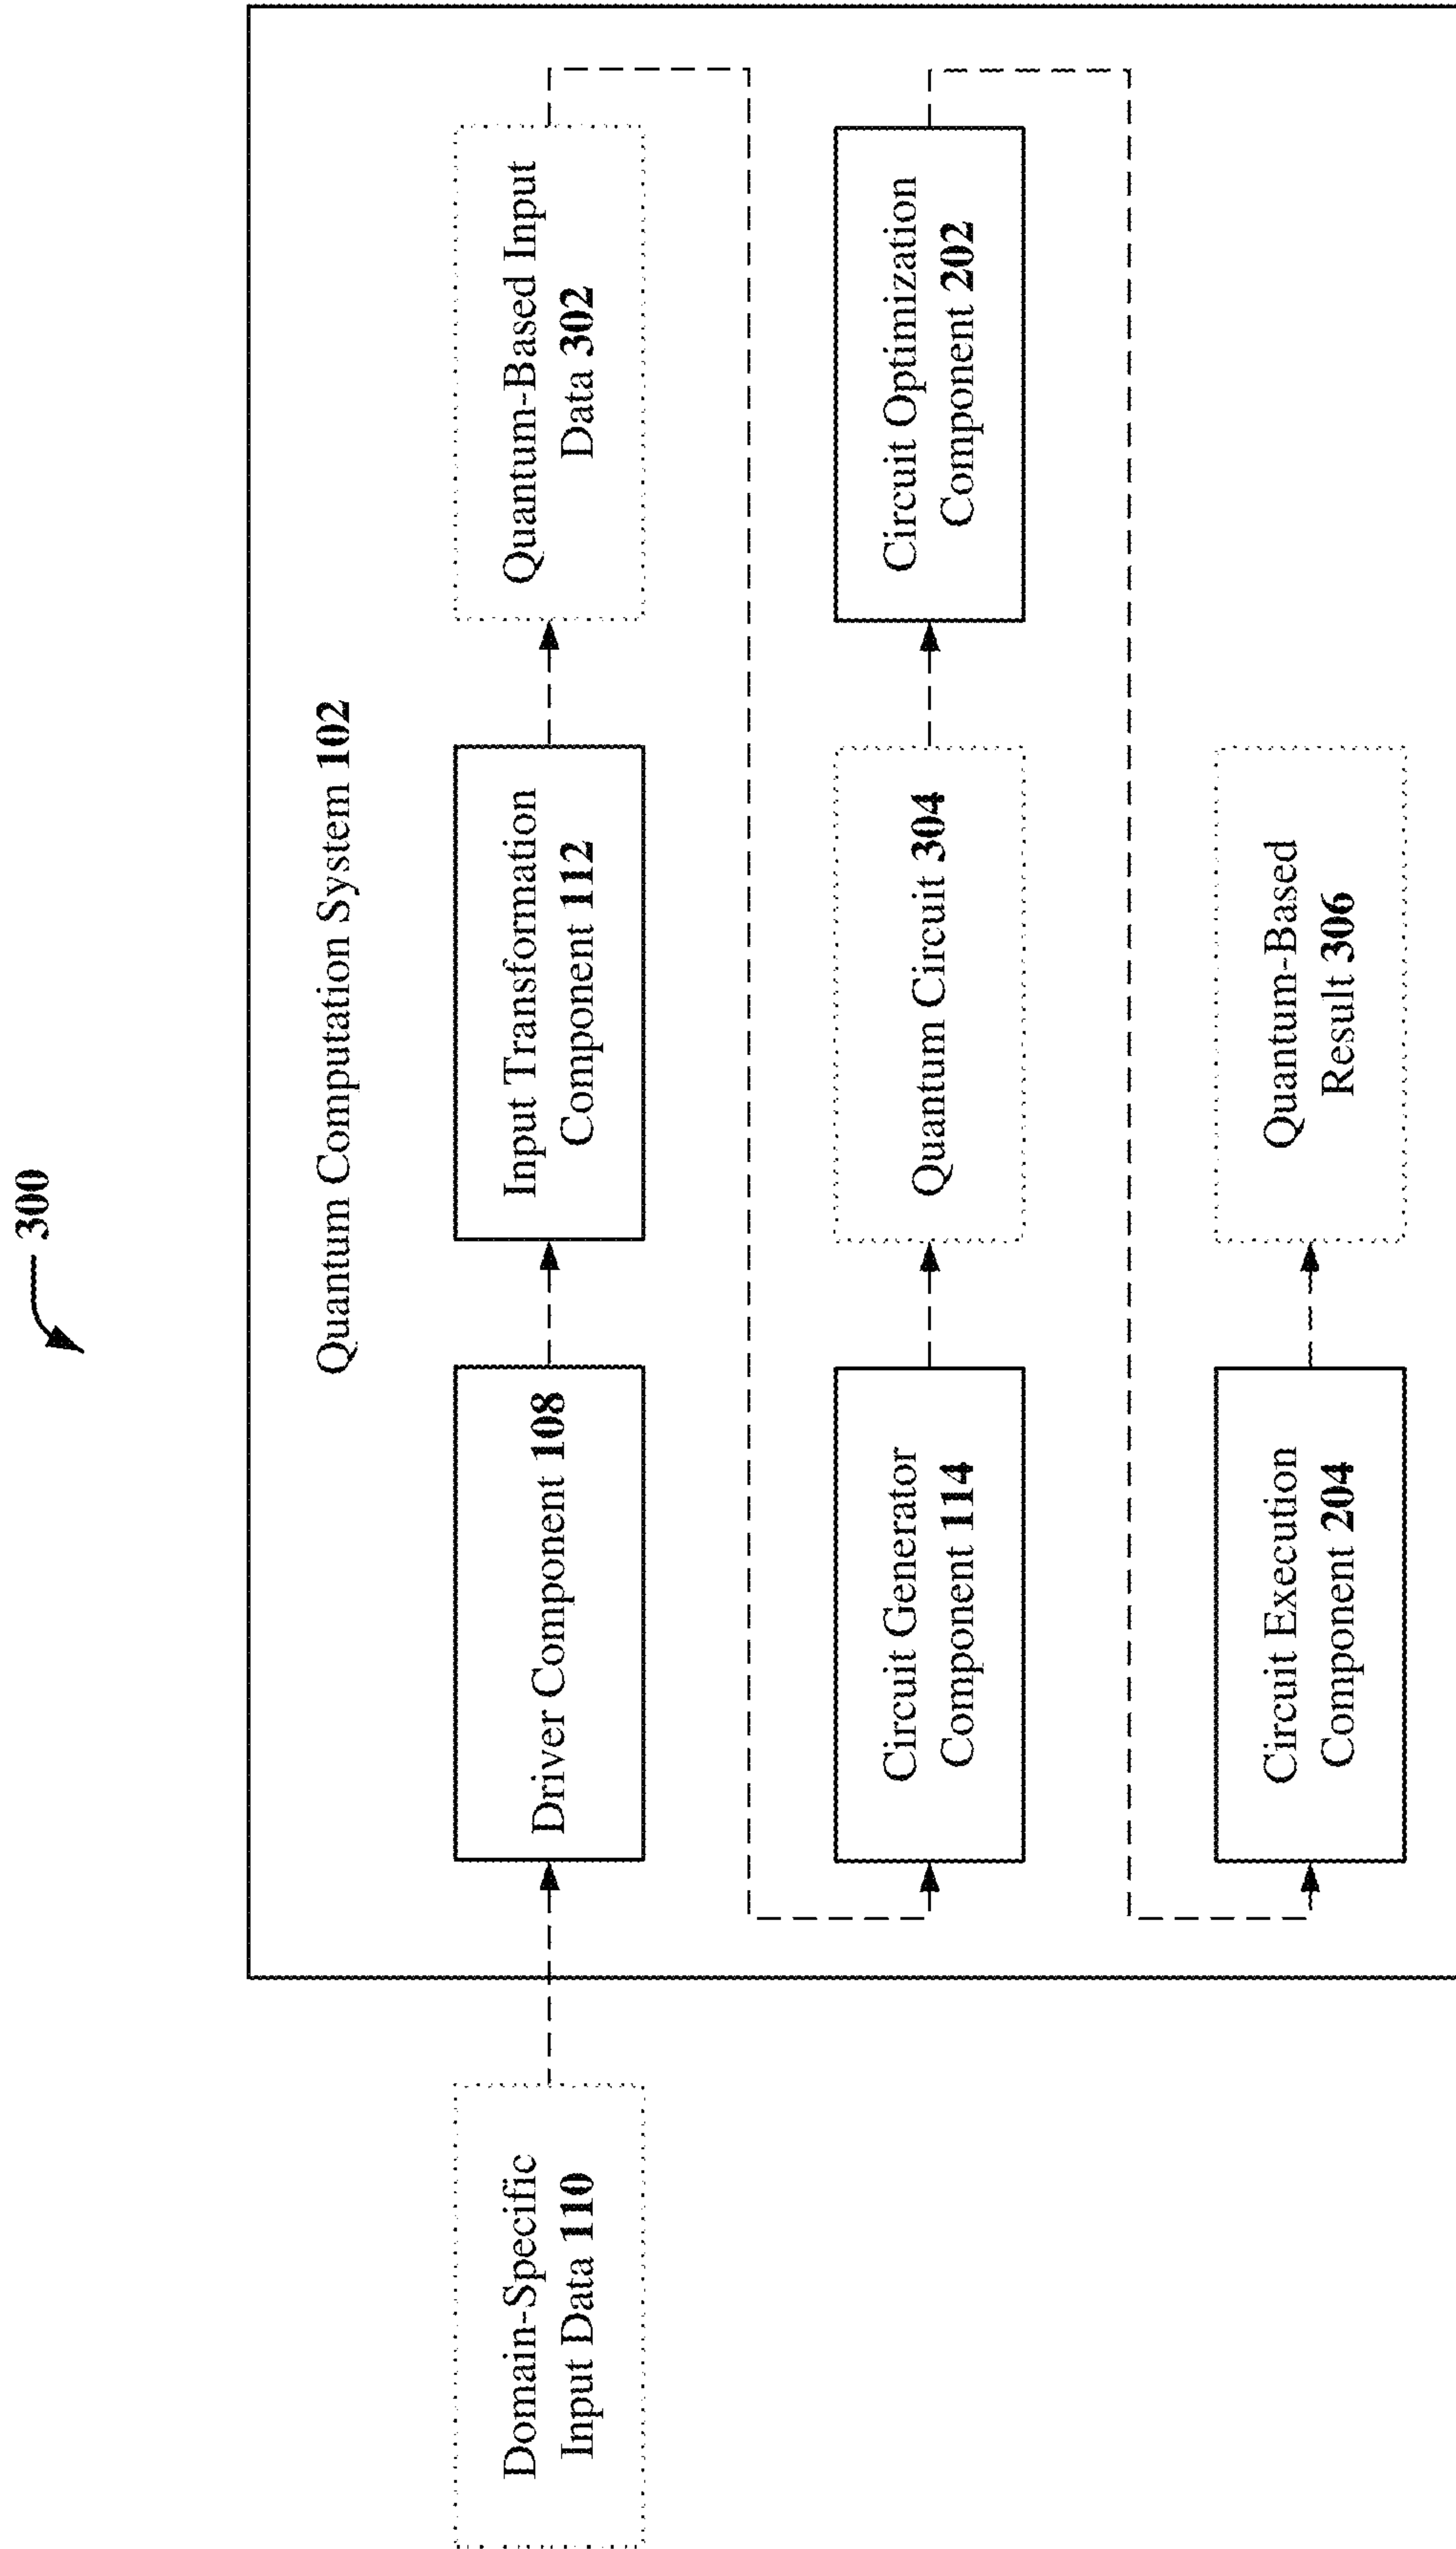 300
Quantum Computation System 102
Domain-Specific
Input Data 110
Driver Component 108
Input Transformation
Component 112
Quantum-Based Input
Data 302
Circuit Generator
Component 114
Quantum Circuit 304
Circuit Optimization
Component 202
Circuit Execution
Component 204
Quantum-Based
Result 306